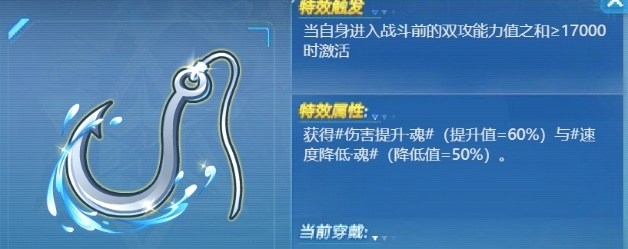 特效触发
当自身进入战斗前的双攻能力值之和≥17000
时激活
特效属性:
获得#伤害提升·魂#（提升值=60%）与#速
度降低·魂#（降低值=50%）。
当前穿戴: